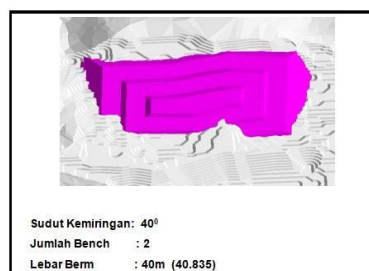 Sudut Kemiringan: 40⁰
Jumlah Bench : 2
Lebar Berm : 40m (40.835)